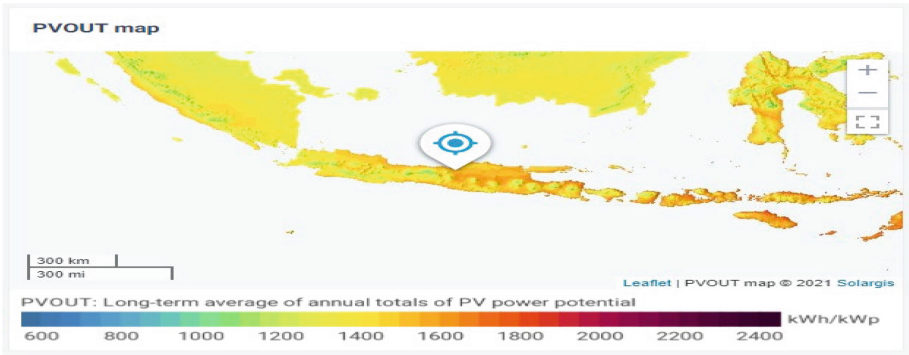 PVOUT map
+
−
300 km
300 mi
Leaflet | PVOUT map © 2021 Solargis
PVOUT: Long-term average of annual totals of PV power potential
kWh/kWp
600 800 1000 1200 1400 1600 1800 2000 2200 2400